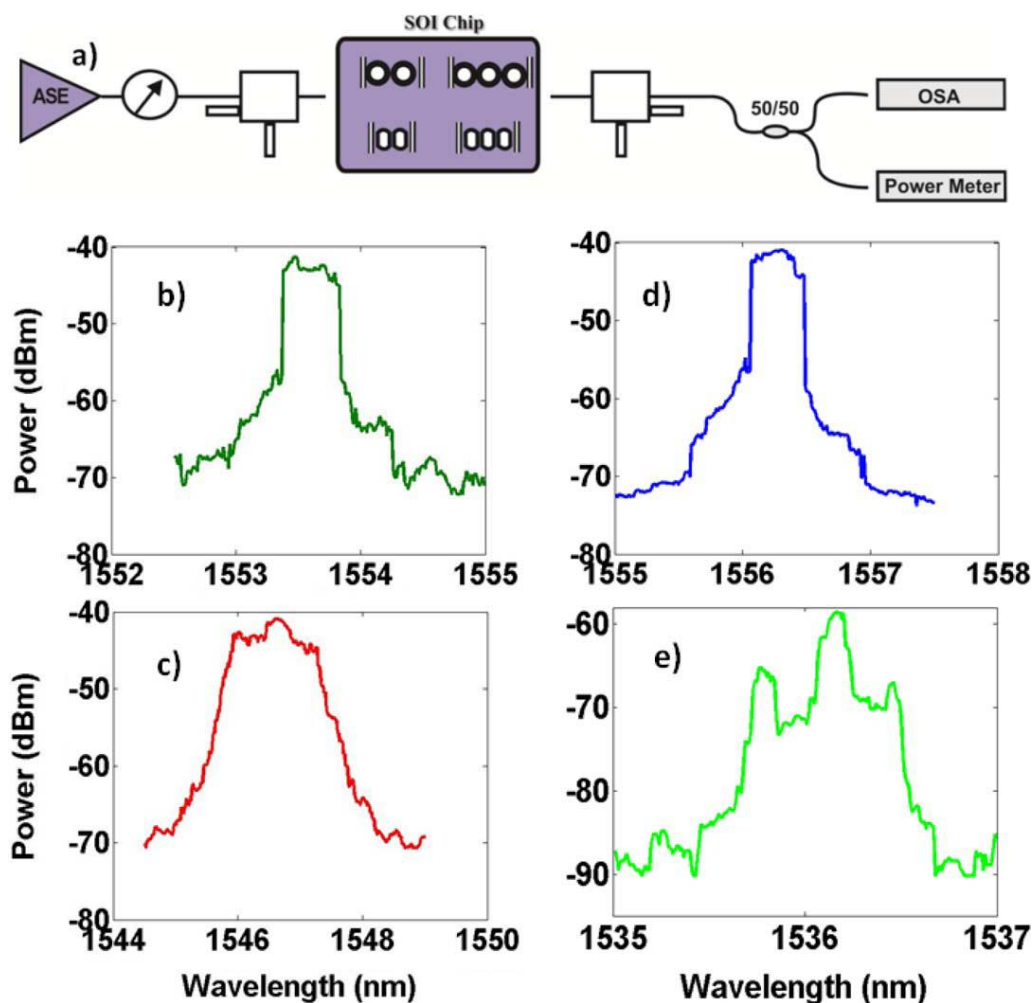 SOI Chip
a)
ASE
50/50
OSA
Power Meter
b)
Power (dBm)
-40
-50
-60
-70
-80
1552 1553 1554 1555
d)
-40
-50
-60
-70
-80
1555 1556 1557 1558
c)
Power (dBm)
-40
-50
-60
-70
-80
1544 1546 1548 1550
Wavelength (nm)
e)
-60
-70
-80
-90
1535 1536 1537
Wavelength (nm)